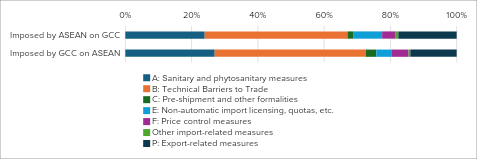 0% 20% 40% 60% 80% 100%
Imposed by ASEAN on GCC
Imposed by GCC on ASEAN
A: Sanitary and phytosanitary measures
B: Technical Barriers to Trade
C: Pre-shipment and other formalities
E: Non-automatic import licensing, quotas, etc.
F: Price control measures
Other import-related measures
P: Export-related measures